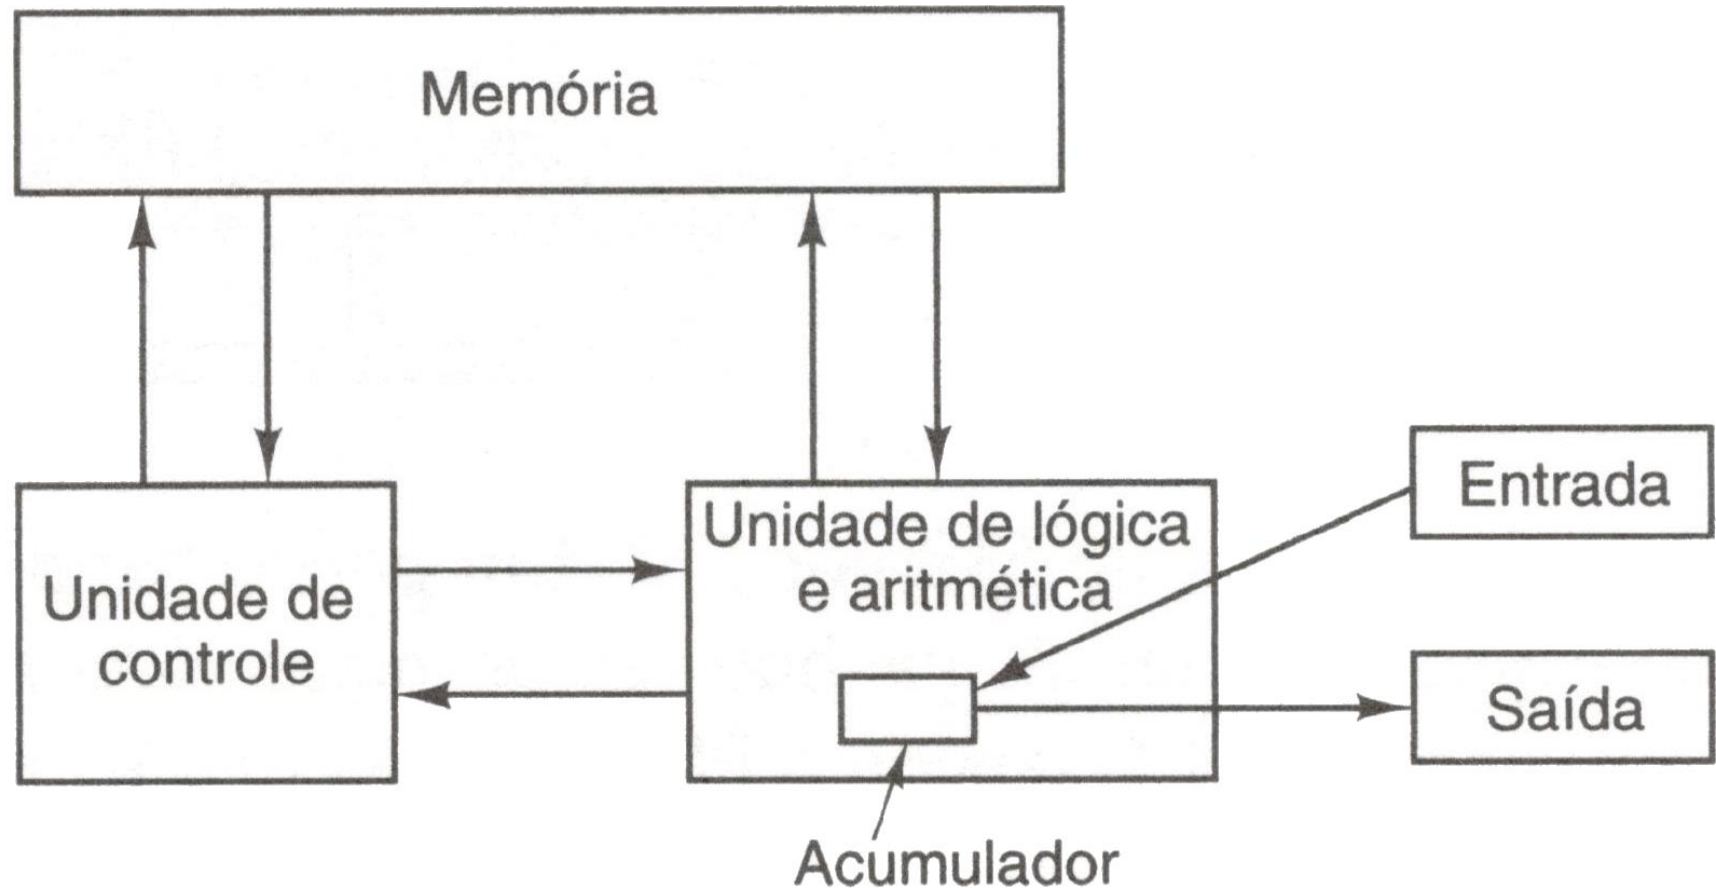 Memória
Unidade de
controle
Unidade de lógica
e aritmética
Entrada
Saída
Acumulador